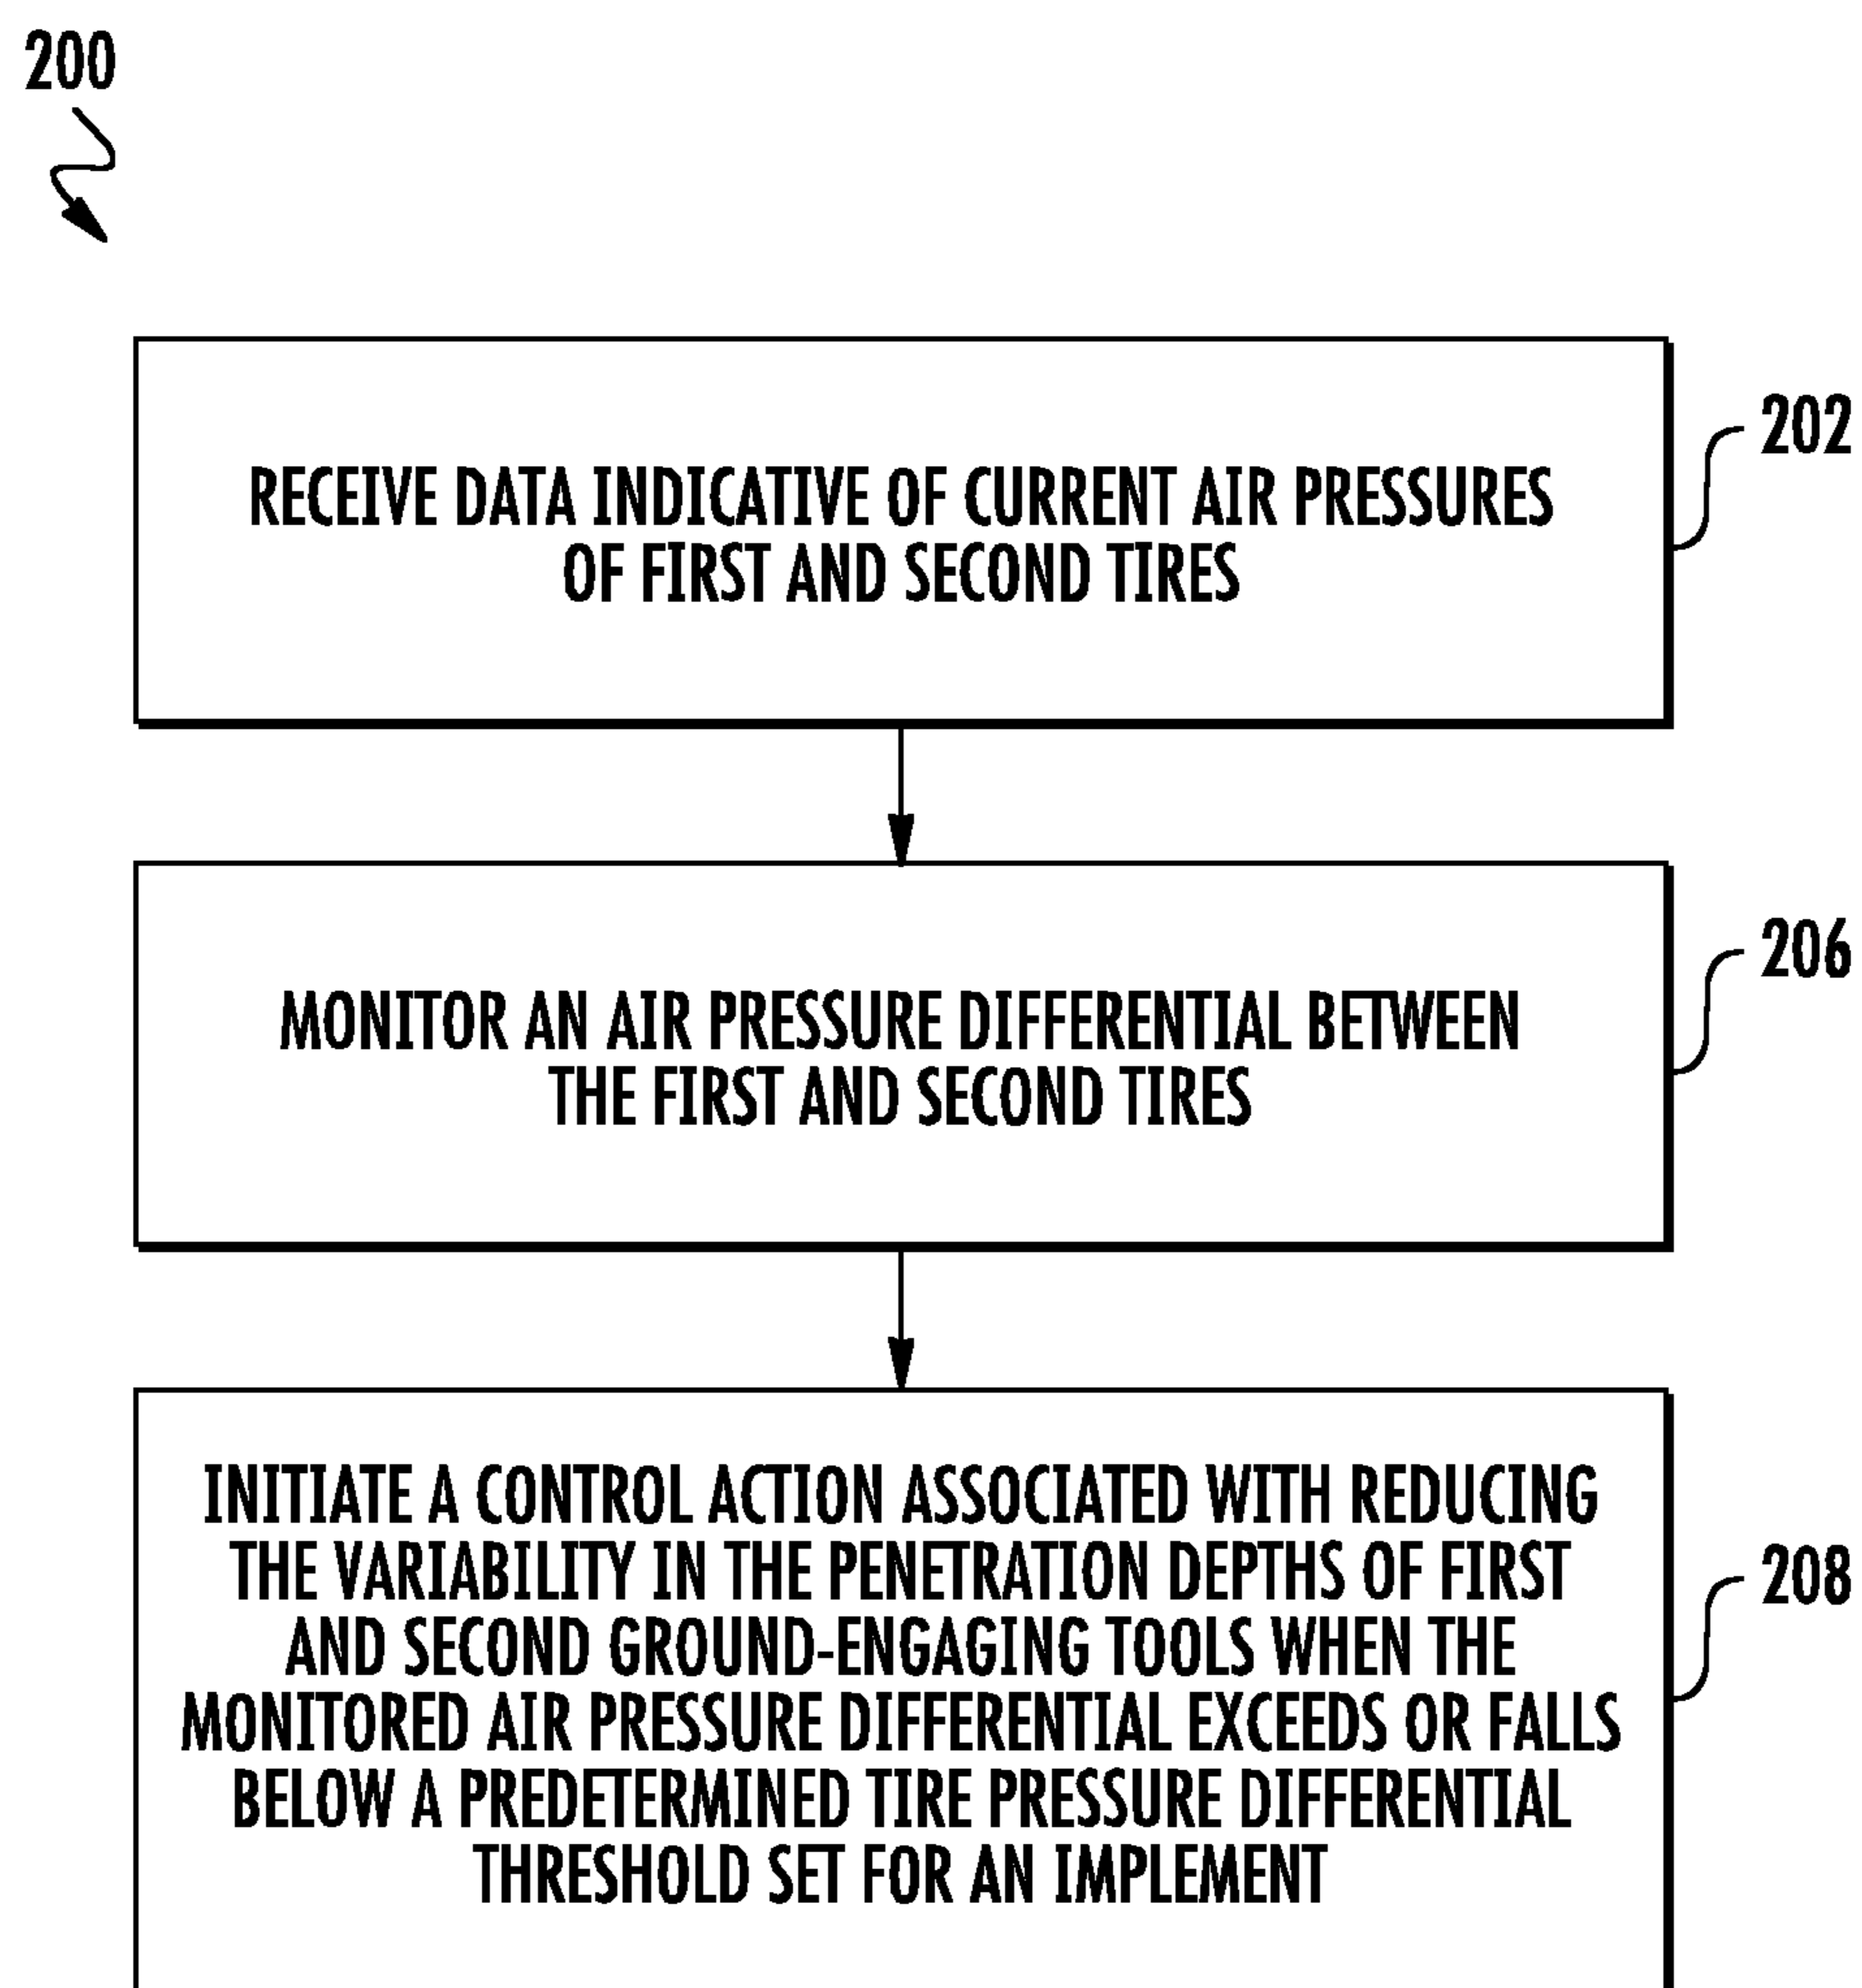 200
RECEIVE DATA INDICATIVE OF CURRENT AIR PRESSURES
OF FIRST AND SECOND TIRES
202
MONITOR AN AIR PRESSURE DIFFERENTIAL BETWEEN
THE FIRST AND SECOND TIRES
206
INITIATE A CONTROL ACTION ASSOCIATED WITH REDUCING
THE VARIABILITY IN THE PENETRATION DEPTHS OF FIRST
AND SECOND GROUND-ENGAGING TOOLS WHEN THE
MONITORED AIR PRESSURE DIFFERENTIAL EXCEEDS OR FALLS
BELOW A PREDETERMINED TIRE PRESSURE DIFFERENTIAL
THRESHOLD SET FOR AN IMPLEMENT
208